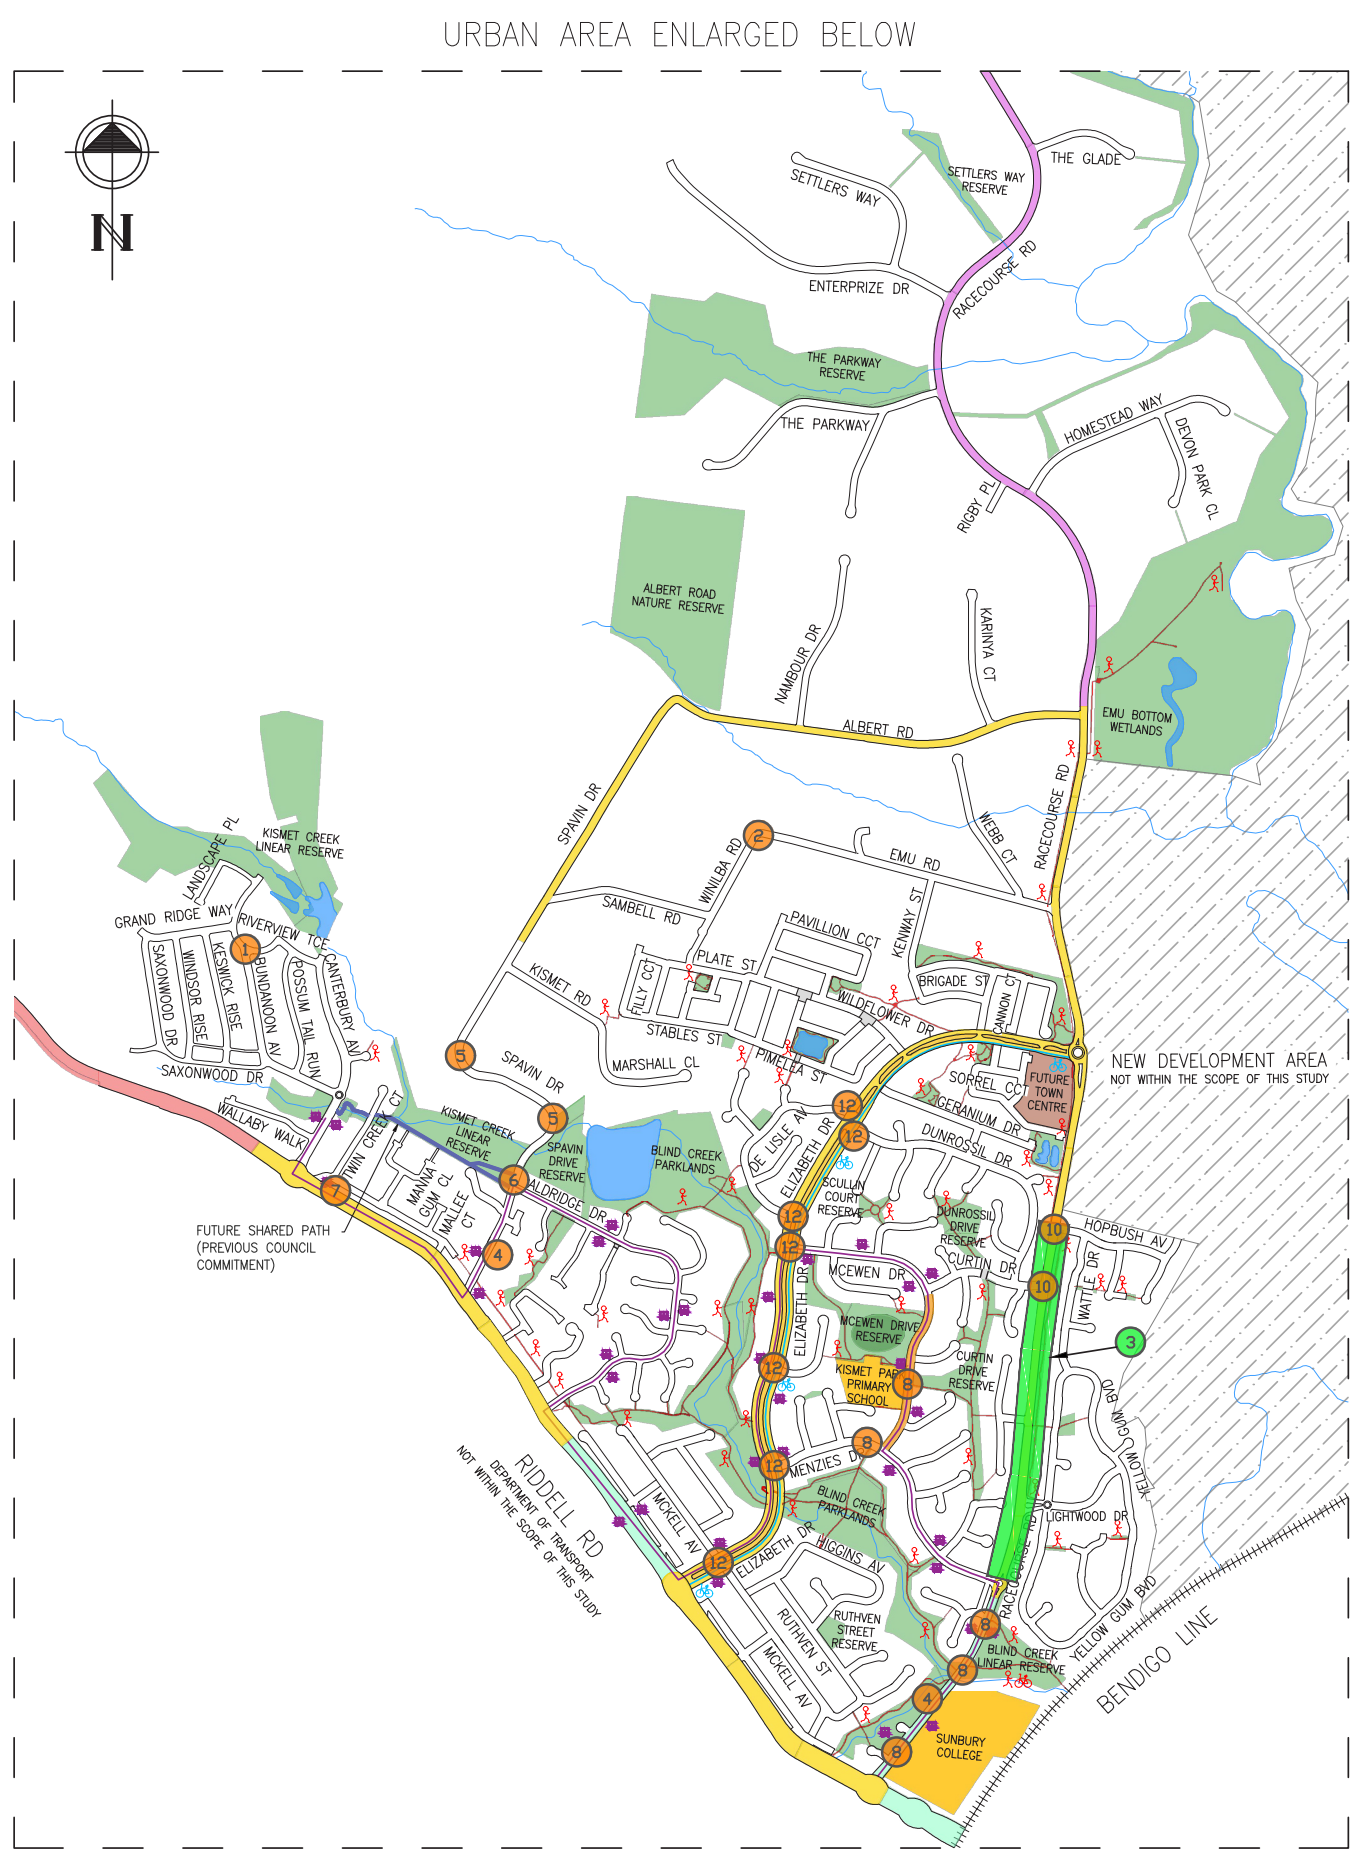 URBAN AREA ENLARGED BELOW
N
THE GLADE
SETTLERS WAY
SETTLERS WAY
RESERVE
ENTERPRIZE DR
RACECOURSE RD
THE PARKWAY
RESERVE
THE PARKWAY
HOMESTEAD WAY
DEVON PARK CL
RIGBY PL
ALBERT ROAD
NATURE RESERVE
NAMBOUR DR
KARINYA CT
ALBERT RD
EMU BOTTOM
WETLANDS
RACECOURSE RD
SPAVIN DR
WEBB CT
EMU RD
2
WINILBA RD
SAMBELL RD
KENWAY ST
PAVILLION CCT
LANDSCAPE PL
KISMET CREEK
LINEAR RESERVE
GRAND RIDGE WAY
RIVERVIEW TCE
1
SAXONWOOD DR
WINDSOR RISE
KESWICK RISE
BUNDANOON AV
POSSUM TAIL RUN
CANTERBURY AV
SAXONWOOD DR
WALLABY WALK
KISMET RD
FILLY CCT
PLATE ST
STABLES ST
MARSHALL CL
PIMELEA ST
WILDFLOWER DR
BRIGADE ST
CANNON CT
5
SPAVIN DR
5
NEW DEVELOPMENT AREA
NOT WITHIN THE SCOPE OF THIS STUDY
SORREL CCT
FUTURE
TOWN
CENTRE
GERANIUM DR
DUNROSSIL DR
12
12
DE LISLE AV
ELIZABETH DR
KISMET CREEK
LINEAR
RESERVE
TWIN CREEK CT
MANNA
GUM CL
MALLEE
CT
SPAVIN
DRIVE
RESERVE
BLIND CREEK
PARKLANDS
6
ALDRIDGE DR
7
4
FUTURE SHARED PATH
(PREVIOUS COUNCIL
COMMITMENT)
SCULLIN
COURT
RESERVE
DUNROSSIL
DRIVE
RESERVE
12
12
10
HOPBUSH AV
CURTIN DR
MCEWEN DR
ELIZABETH DR
10
WATTLE DR
MCEWEN DRIVE
RESERVE
3
KISMET PARK
PRIMARY
SCHOOL
CURTIN
DRIVE
RESERVE
12
8
YELLOW GUM BVD
YELLOW GUM BVD
8
12
MENZIES DR
BLIND CREEK
PARKLANDS
LIGHTWOOD DR
RIDDELL RD
DEPARTMENT OF TRANSPORT
NOT WITHIN THE SCOPE OF THIS STUDY
MCKELL AV
12
ELIZABETH DR
HIGGINS AV
RACECOURSE RD
RUTHVEN
STREET
RESERVE
RUTHVEN ST
MCKELL AV
8
BLIND CREEK
LINEAR RESERVE
YELLOW GUM BVD
BENDIGO LINE
8
4
8
SUNBURY
COLLEGE